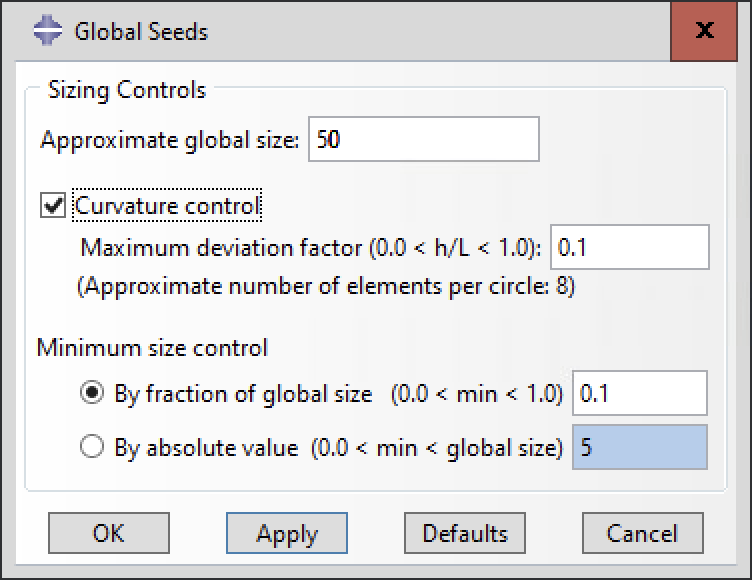 Global Seeds
x
Sizing Controls
Approximate global size: 50
Curvature control
Maximum deviation factor (0.0 < h/L < 1.0): 0.1
(Approximate number of elements per circle: 8)
Minimum size control
By fraction of global size (0.0 < min < 1.0) 0.1
By absolute value (0.0 < min < global size) 5
OK Apply Defaults Cancel